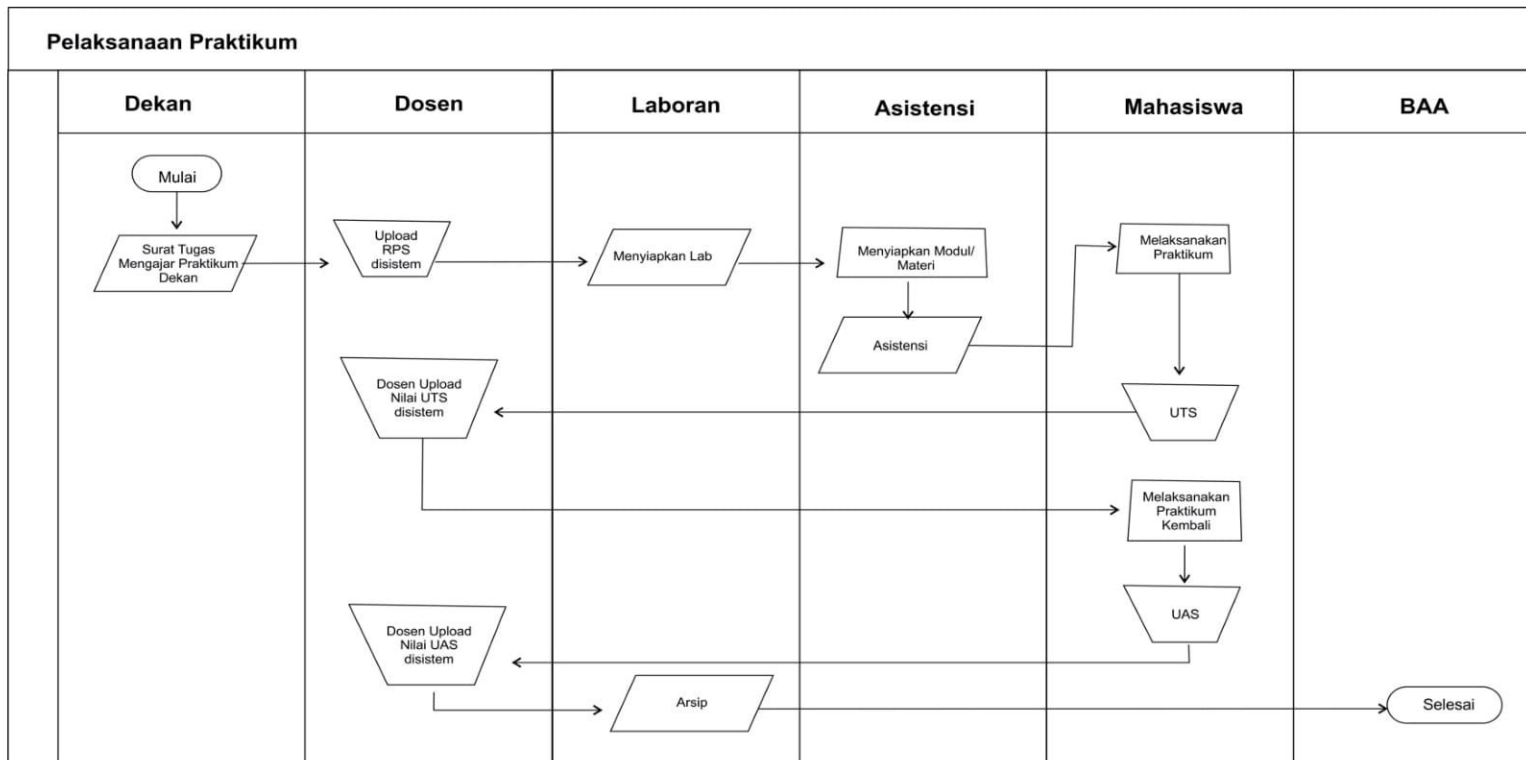 Pelaksanaan Praktikum
Dekan
Dosen
Laboran
Asistensi
Mahasiswa
BAA
Mulai
Surat Tugas
Mengajar Praktikum
Dekan
Upload
RPS
disistem
Menyiapkan Lab
Menyiapkan Modul/
Materi
Asistensi
Melaksanakan
Praktikum
UTS
Dosen Upload
Nilai UTS
disistem
Melaksanakan
Praktikum
Kembali
UAS
Dosen Upload
Nilai UAS
disistem
Arsip
Selesai